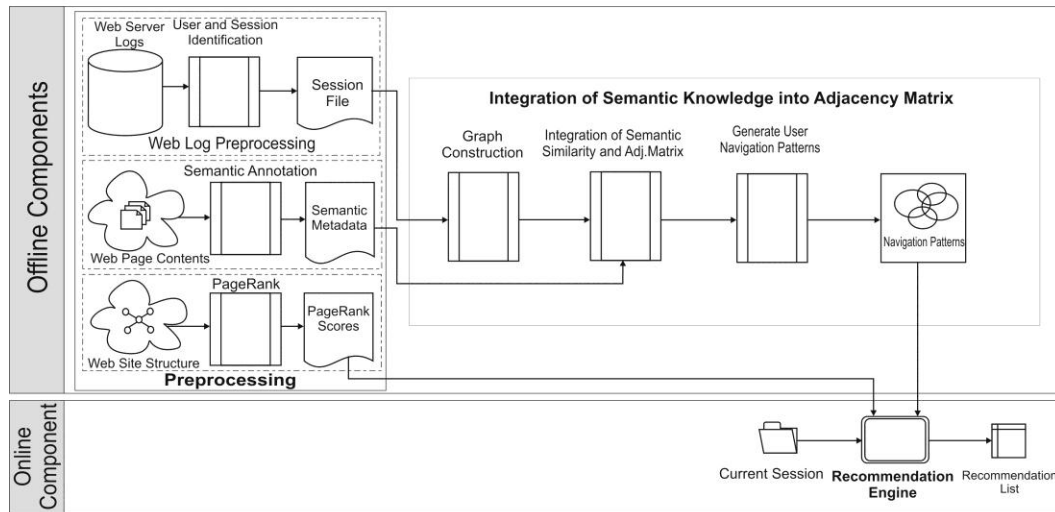 Offline Components
Web Server
Logs
User and Session
Identification
Session
File
Web Log Preprocessing
Semantic Annotation
Semantic
Metadata
Web Page Contents
PageRank
PageRank
Scores
Web Site Structure
Preprocessing
Integration of Semantic Knowledge into Adjacency Matrix
Graph
Construction
Integration of Semantic
Similarity and Adj.Matrix
Generate User
Navigation Patterns
Navigation Patterns
Online
Component
Current Session
Recommendation
Engine
Recommendation
List